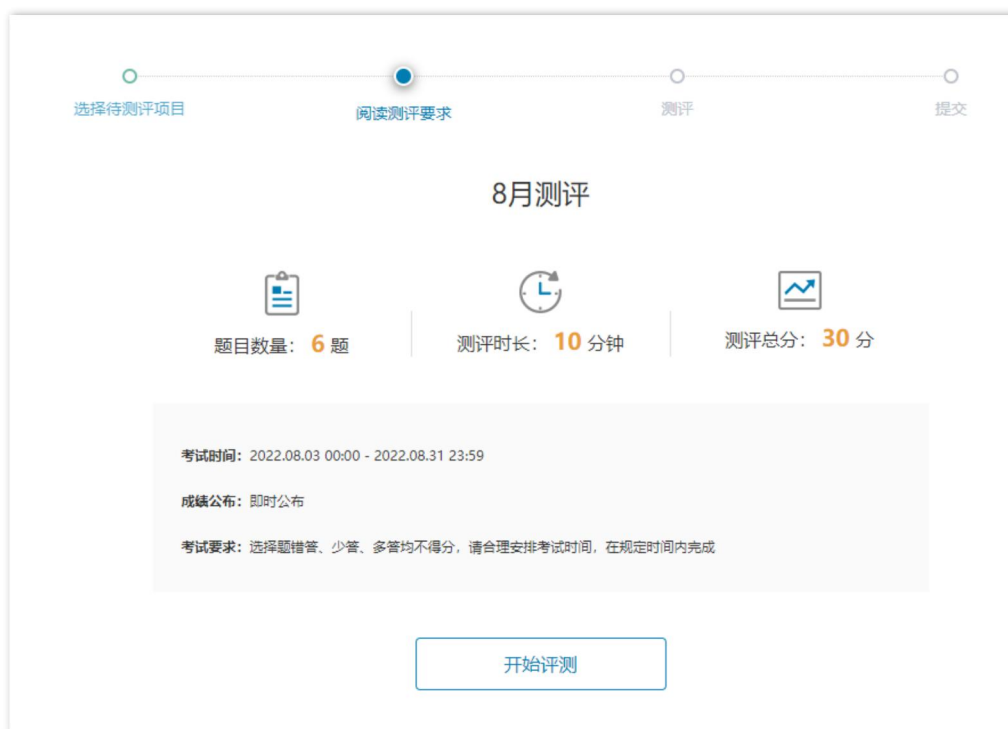 选择待测评项目
阅读测评要求
测评
提交
8月测评
题目数量： 6 题
测评时长： 10 分钟
测评总分： 30 分
考试时间： 2022.08.03 00:00 - 2022.08.31 23:59
成绩公布： 即时公布
考试要求： 选择题错答、少答、多答均不得分，请合理安排考试时间，在规定时间内完成
开始评测